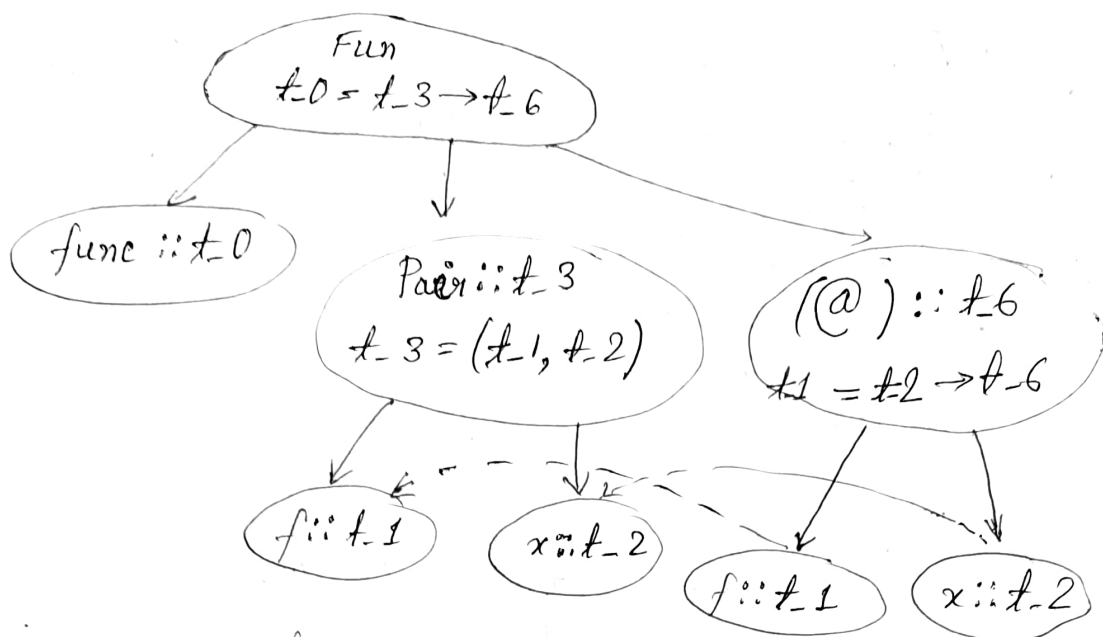 Fun
t_0 = t_3 → t_6
func :: t_0
Pair :: t_3
t_3 = (t_1, t_2)
(@) :: t_6
t_1 = t_2 → t_6
f :: t_1
x :: t_2
f :: t_1
x :: t_2